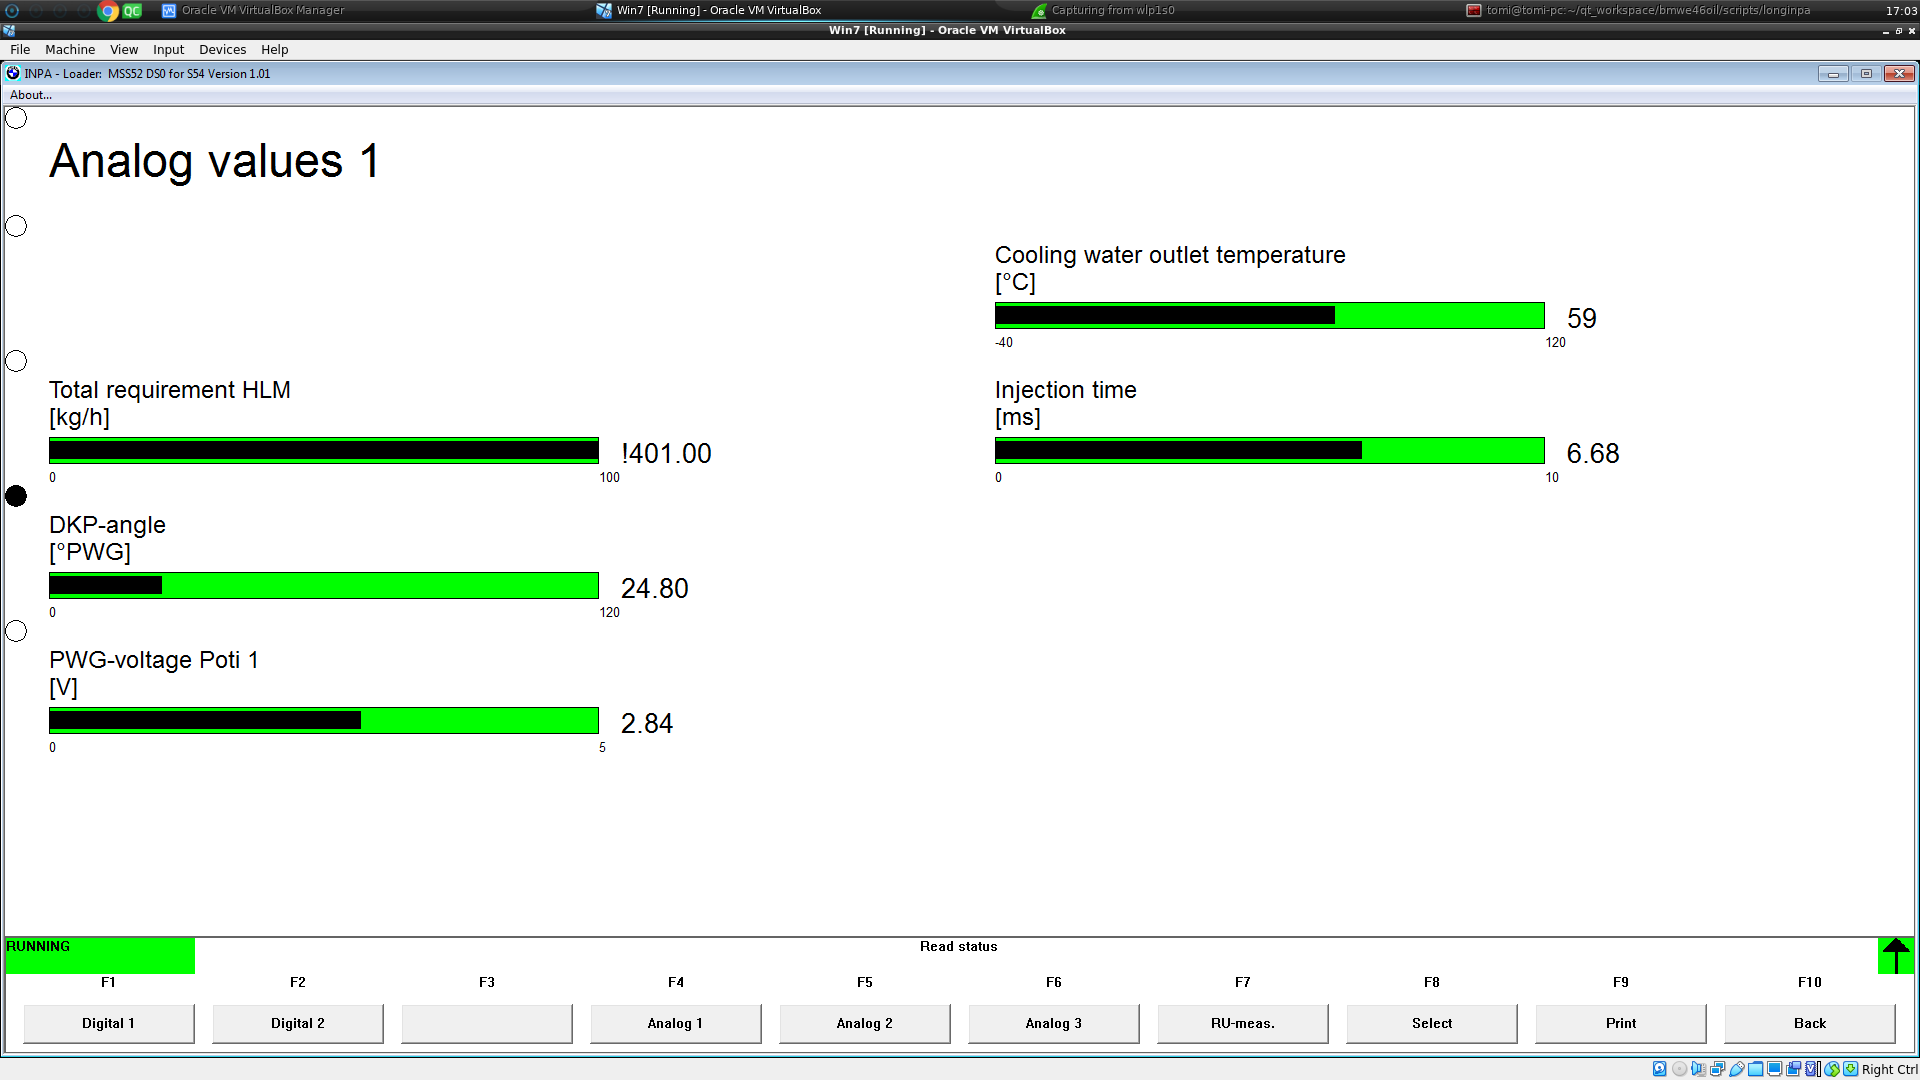 QC Oracle VM VirtualBox Manager Win7 [Running] - Oracle VM VirtualBox Capturing from wlp1s0 tomi@tomi-pc:~/qt_workspace/bmwe46oil/scripts/longinpa 17:03
Win7 [Running] - Oracle VM VirtualBox
File Machine View Input Devices Help
INPA - Loader: MSS52 DS0 for S54 Version 1.01
About...
Analog values 1
Cooling water outlet temperature
[°C]
59
-40 120
Total requirement HLM
[kg/h]
!401.00
0 100
Injection time
[ms]
6.68
0 10
DKP-angle
[°PWG]
24.80
0 120
PWG-voltage Poti 1
[V]
2.84
0 5
RUNNING Read status
F1 F2 F3 F4 F5 F6 F7 F8 F9 F10
Digital 1 Digital 2 Analog 1 Analog 2 Analog 3 RU-meas. Select Print Back
Right Ctrl